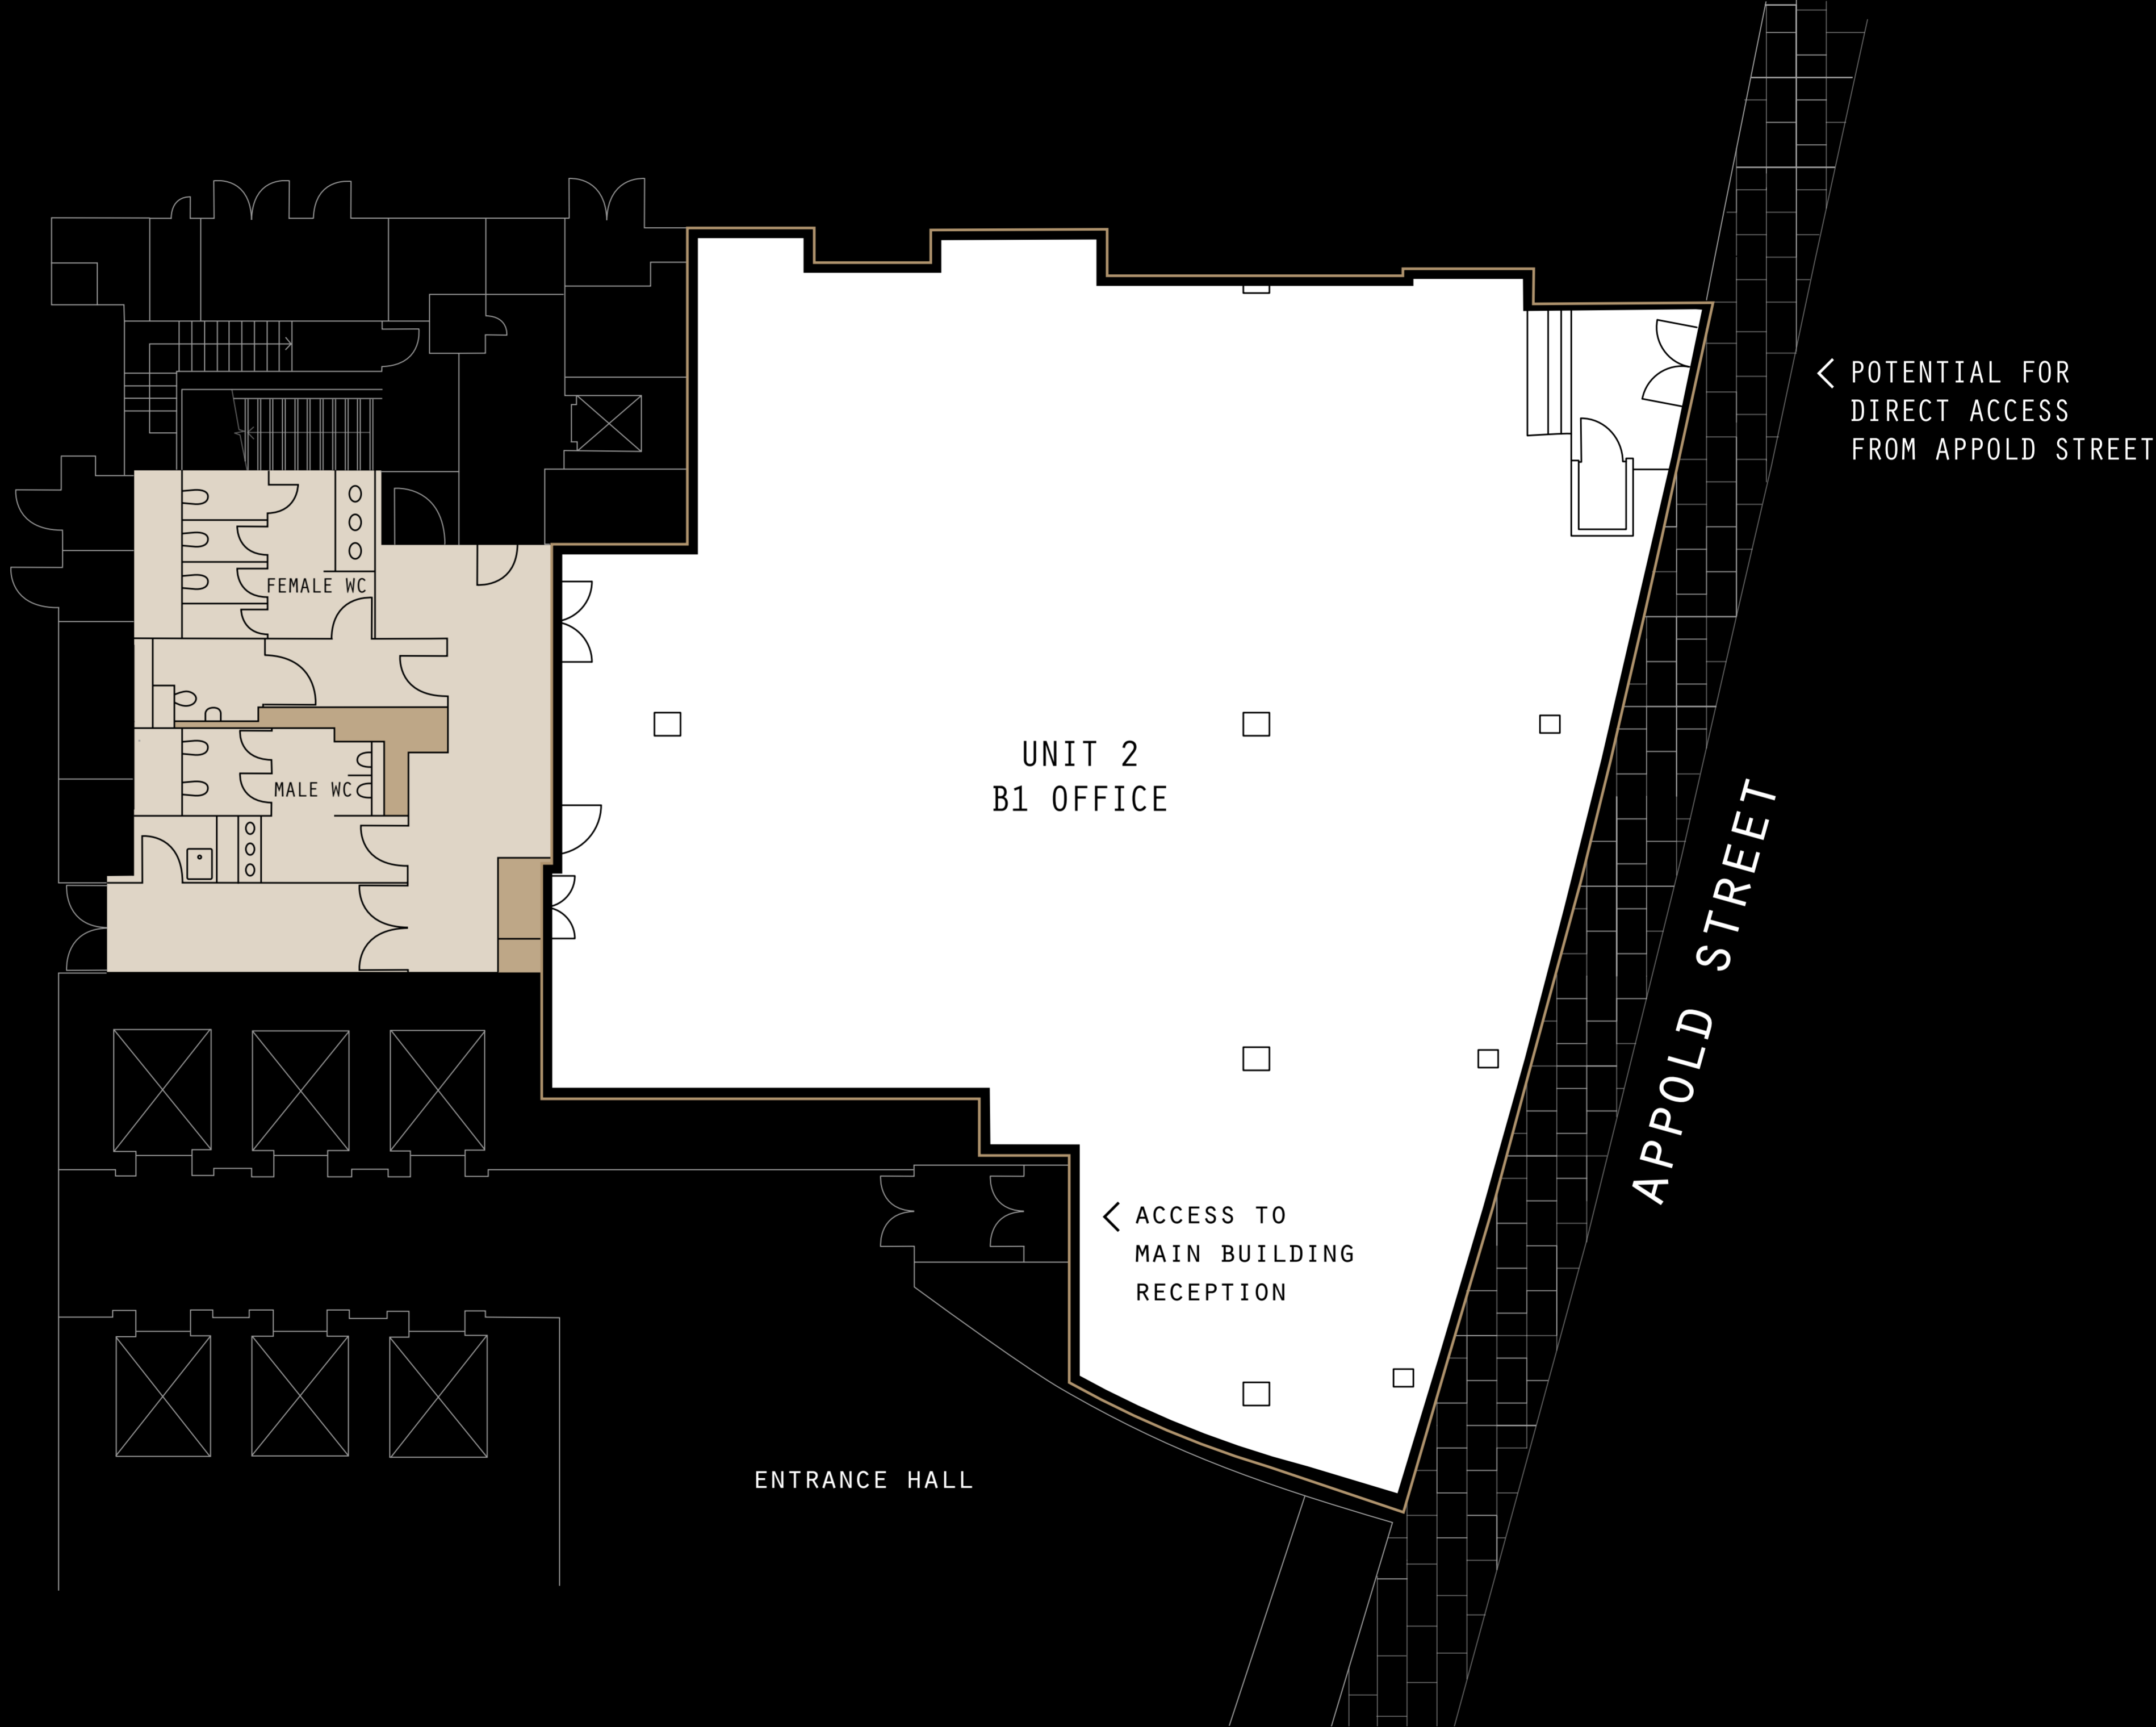 POTENTIAL FOR
DIRECT ACCESS
FROM APPOLD STREET
FEMALE WC
UNIT 2
B1 OFFICE
MALE WC
APPOLD STREET
ACCESS TO
MAIN BUILDING
RECEPTION
ENTRANCE HALL